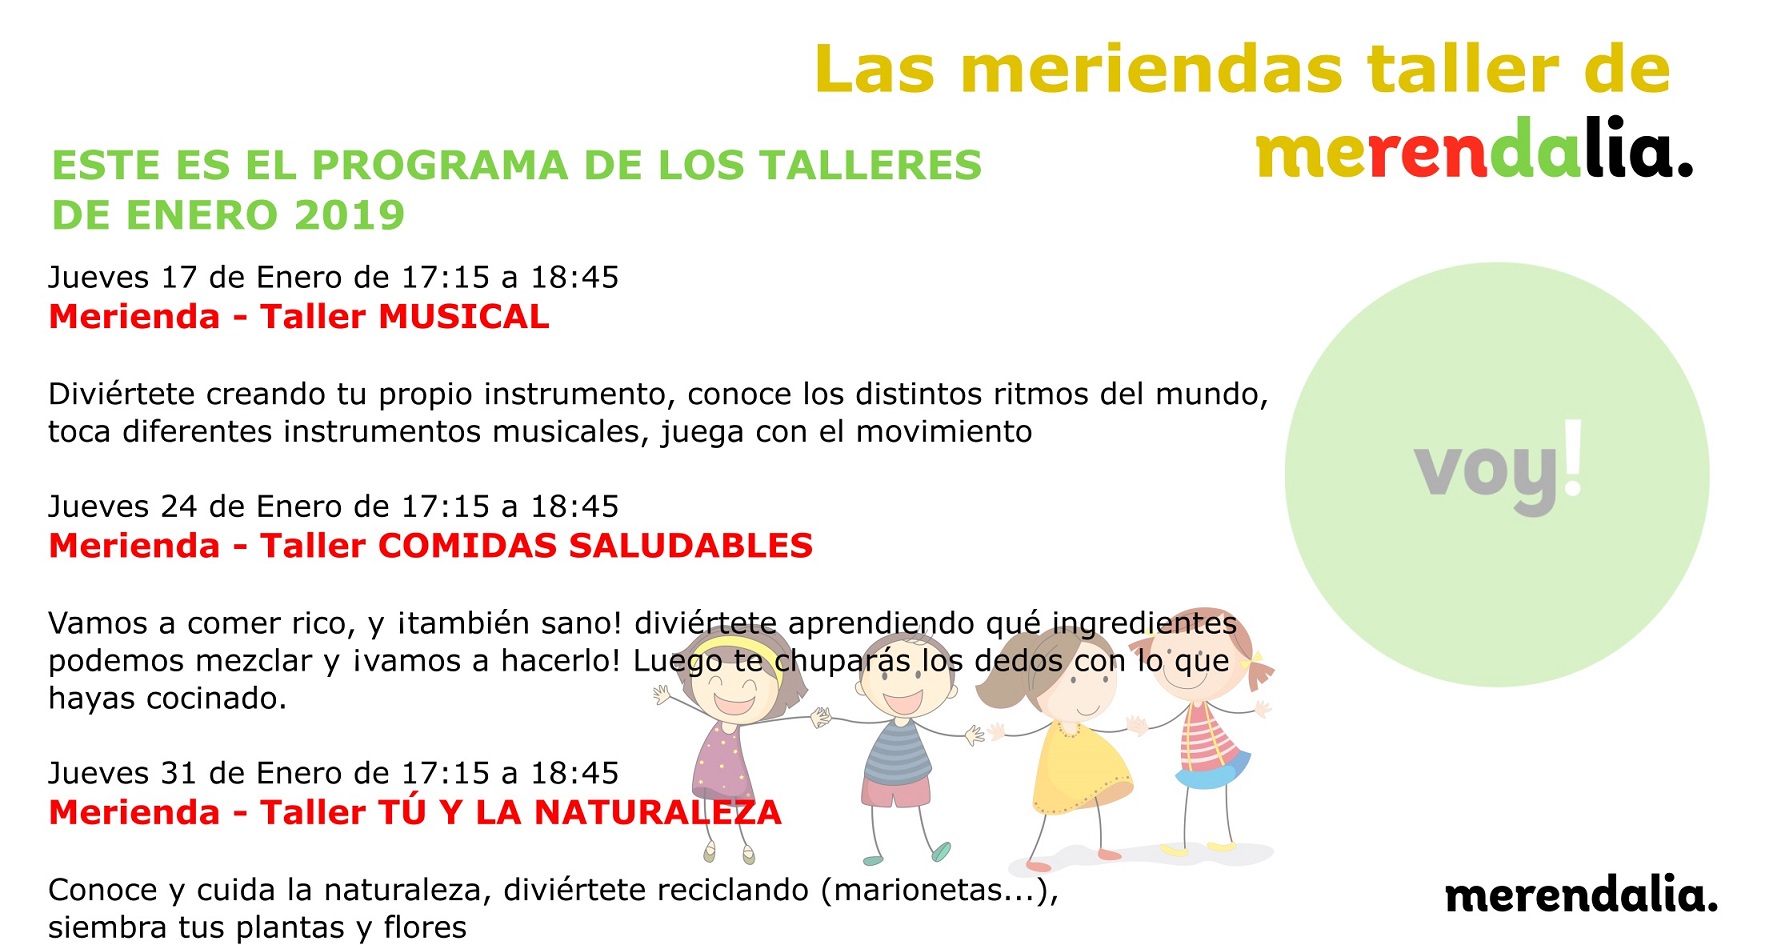 Las meriendas taller de
merendalia.
ESTE ES EL PROGRAMA DE LOS TALLERES
DE ENERO 2019
Jueves 17 de Enero de 17:15 a 18:45
Merienda - Taller MUSICAL
Diviértete creando tu propio instrumento, conoce los distintos ritmos del mundo,
toca diferentes instrumentos musicales, juega con el movimiento
voy!
Jueves 24 de Enero de 17:15 a 18:45
Merienda - Taller COMIDAS SALUDABLES
Vamos a comer rico, y ¡también sano! diviértete aprendiendo qué ingredientes
podemos mezclar y ¡vamos a hacerlo! Luego te chuparás los dedos con lo que
hayas cocinado.
Jueves 31 de Enero de 17:15 a 18:45
Merienda - Taller TÚ Y LA NATURALEZA
Conoce y cuida la naturaleza, diviértete reciclando (marionetas...),
siembra tus plantas y flores
merendalia.